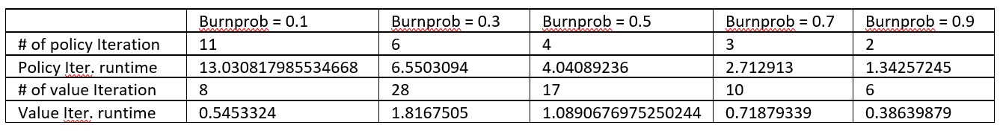 Burnprob = 0.1 Burnprob = 0.3 Burnprob = 0.5 Burnprob = 0.7 Burnprob = 0.9
# of policy Iteration 11 6 4 3 2
Policy Iter. runtime 13.030817985534668 6.5503094 4.04089236 2.712913 1.34257245
# of value Iteration 8 28 17 10 6
Value Iter. runtime 0.5453324 1.8167505 1.0890676975250244 0.71879339 0.38639879